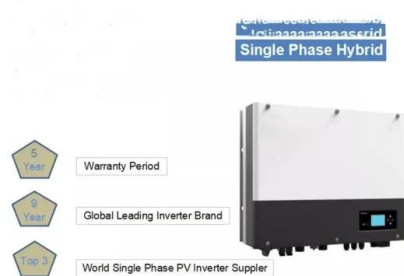 Single Phase Hybrid
5
Year
Warranty Period
9
Year
Global Leading Inverter Brand
Top 3
World Single Phase PV Inverter Suppler